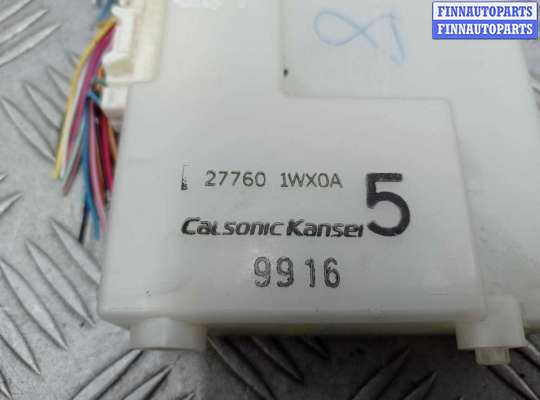 FINNAUTOPARTS
FINNAUTOPARTS
27760 1WX0A
5
CALSONIC KANSEI
9916